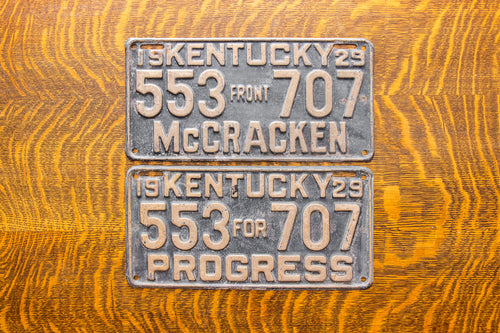 19 KENTUCKY 29
553 FRONT 707
McCRACKEN
19 KENTUCKY 29
553 FOR 707
PROGRESS